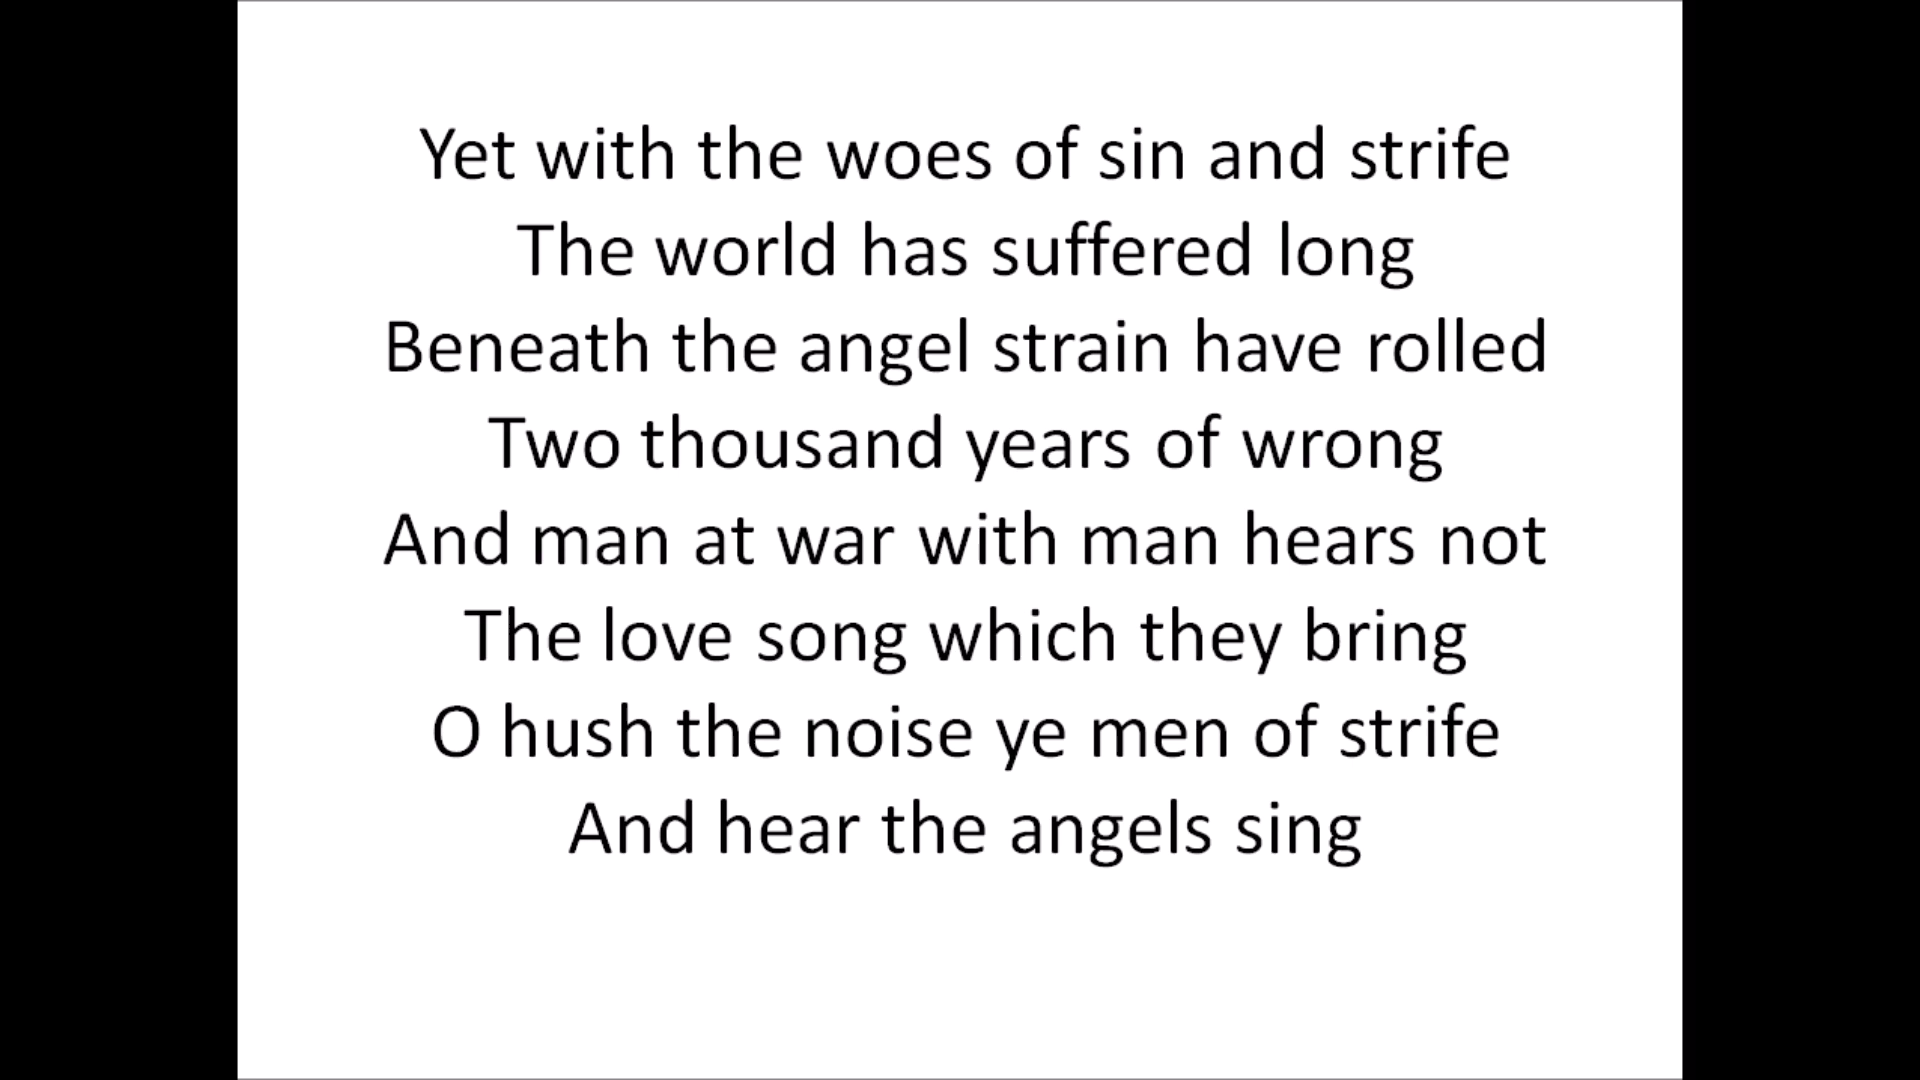 Yet with the woes of sin and strife
The world has suffered long
Beneath the angel strain have rolled
Two thousand years of wrong
And man at war with man hears not
The love song which they bring
O hush the noise ye men of strife
And hear the angels sing